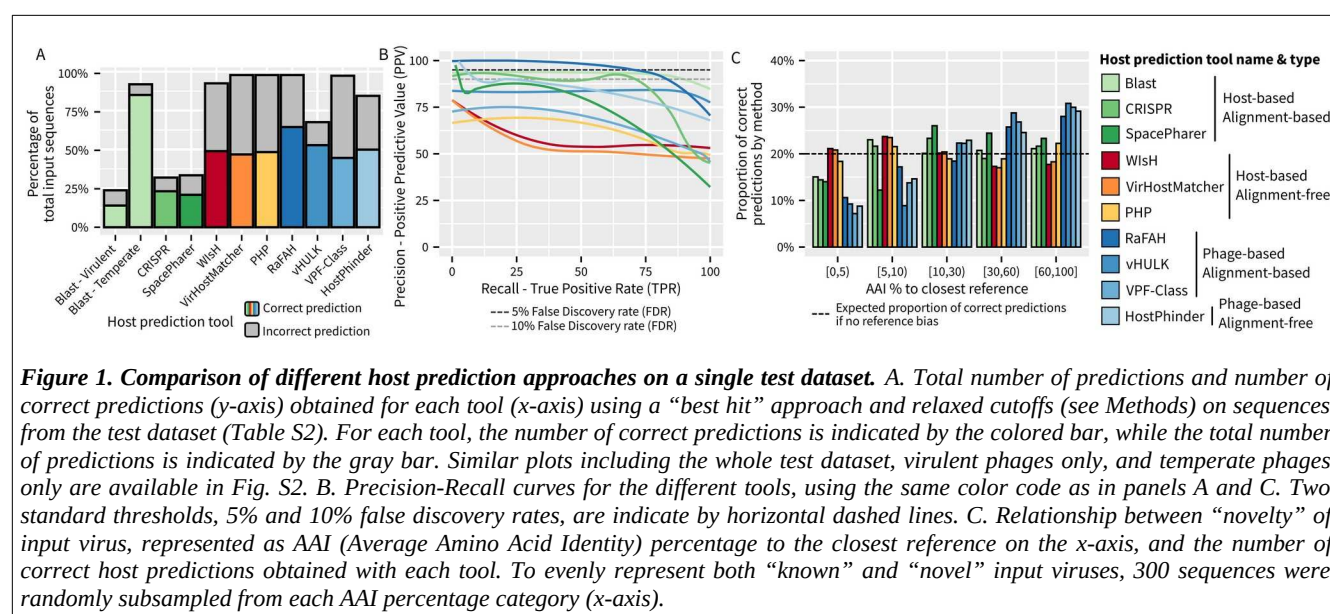 A
Percentage of
total input sequences
100%
75%
50%
25%
0%
Blast - Virulent
Blast - Temperate
CRISPR
SpacePharer
WIsH
VirHostMatcher
PHP
RaFAH
vHULK
VPF-Class
HostPhinder
Host prediction tool
Correct prediction
Incorrect prediction
B
Precision - Positive Predictive Value (PPV)
100
75
50
25
0
0 25 50 75 100
Recall - True Positive Rate (TPR)
5% False Discovery rate (FDR)
10% False Discovery rate (FDR)
C
Proportion of correct
predictions by method
40%
30%
20%
10%
0%
[0,5) [5,10) [10,30) [30,60) [60,100]
AAI % to closest reference
Expected proportion of correct predictions
if no reference bias
Host prediction tool name & type
Blast
CRISPR
SpacePharer
Host-based
Alignment-based
WIsH
VirHostMatcher
PHP
Host-based
Alignment-free
RaFAH
vHULK
VPF-Class
Phage-based
Alignment-based
HostPhinder
Phage-based
Alignment-free
Figure 1. Comparison of different host prediction approaches on a single test dataset. A. Total number of predictions and number of
correct predictions (y-axis) obtained for each tool (x-axis) using a “best hit” approach and relaxed cutoffs (see Methods) on sequences
from the test dataset (Table S2). For each tool, the number of correct predictions is indicated by the colored bar, while the total number
of predictions is indicated by the gray bar. Similar plots including the whole test dataset, virulent phages only, and temperate phages
only are available in Fig. S2. B. Precision-Recall curves for the different tools, using the same color code as in panels A and C. Two
standard thresholds, 5% and 10% false discovery rates, are indicate by horizontal dashed lines. C. Relationship between “novelty” of
input virus, represented as AAI (Average Amino Acid Identity) percentage to the closest reference on the x-axis, and the number of
correct host predictions obtained with each tool. To evenly represent both “known” and “novel” input viruses, 300 sequences were
randomly subsampled from each AAI percentage category (x-axis).